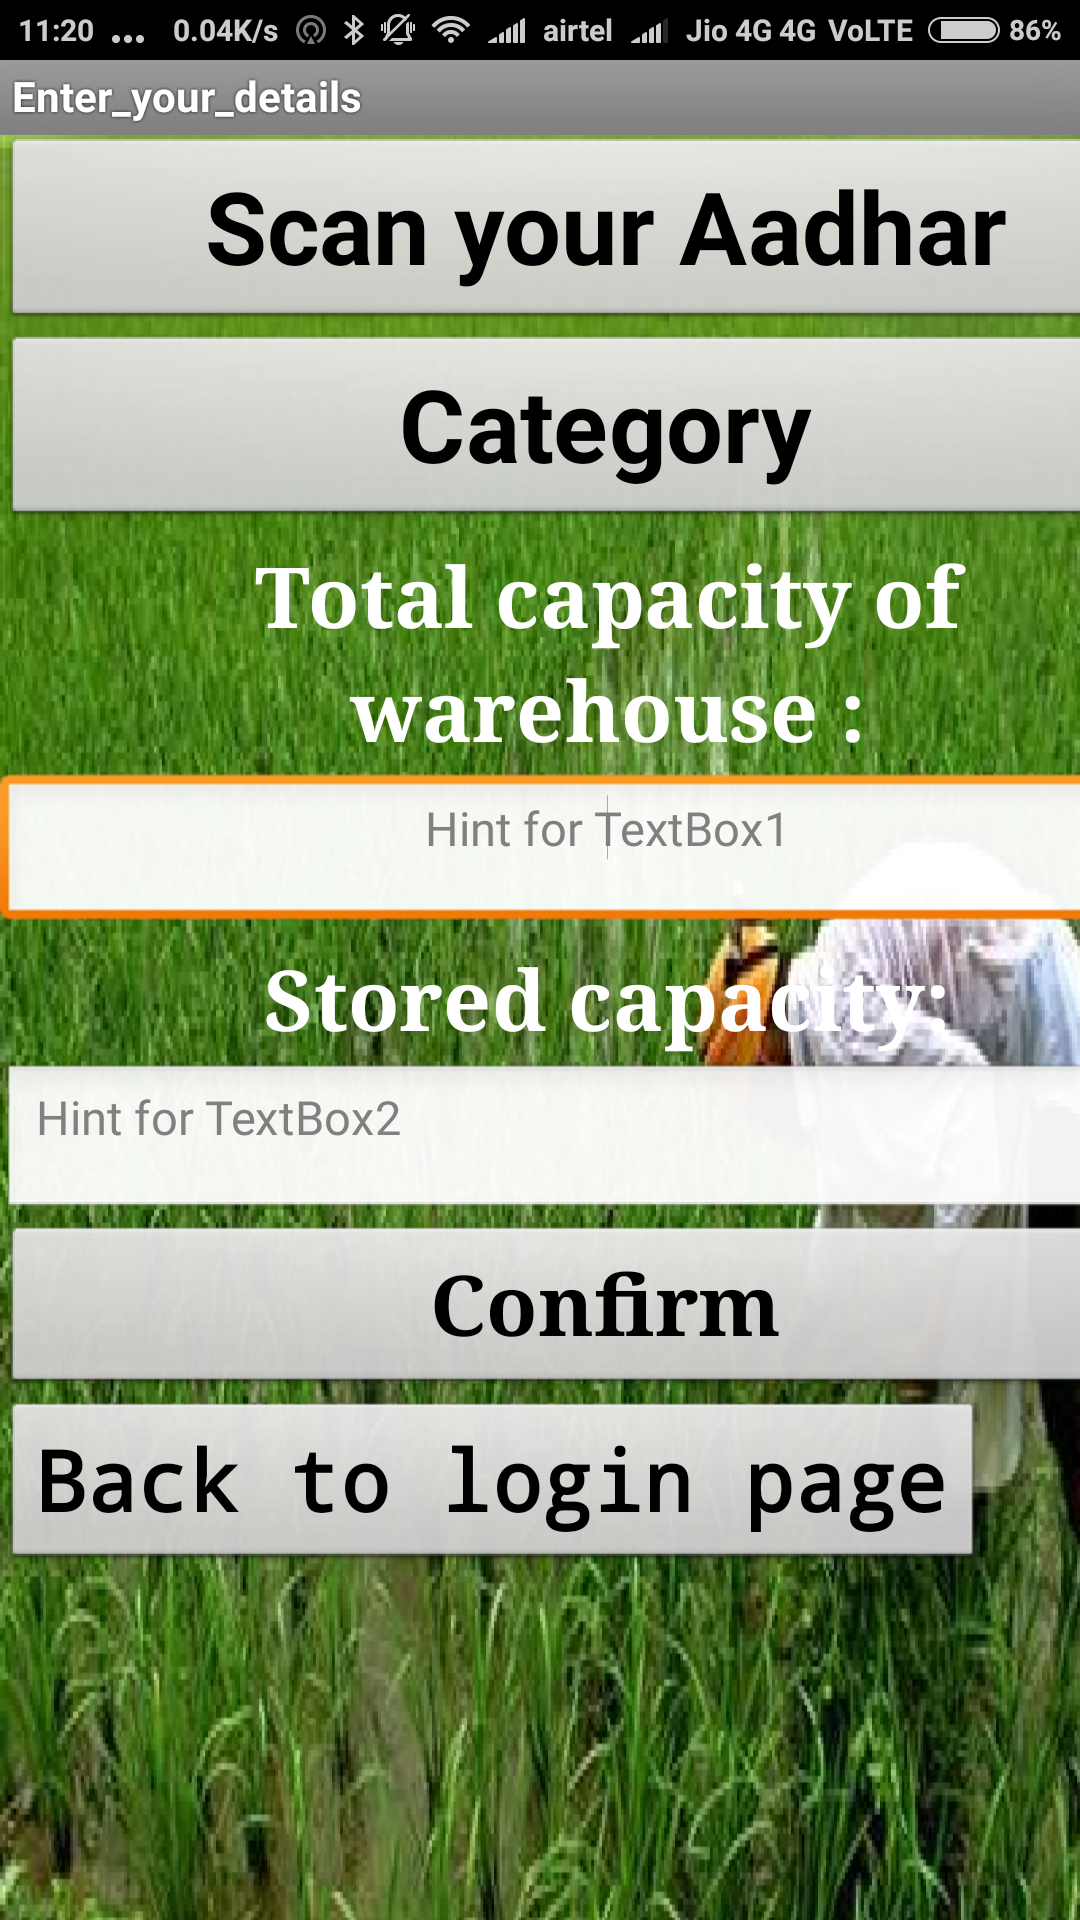 11:20 ... 0.04K/s airtel Jio 4G 4G VoLTE 86%
Enter_your_details
Scan your Aadhar
Category
Total capacity of
warehouse :
Hint for TextBox1
Stored capacity:
Hint for TextBox2
Confirm
Back to login page